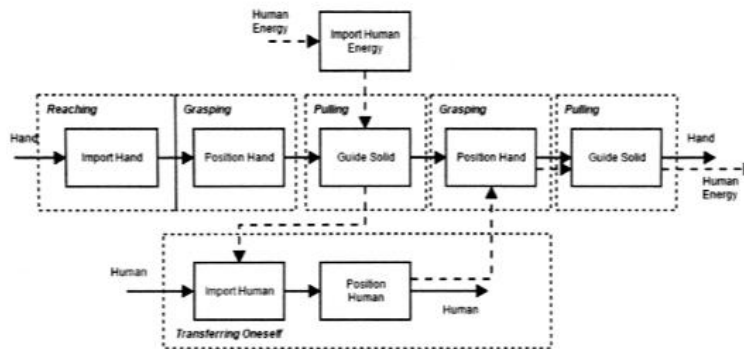 Human
Energy
Import Human
Energy
Reaching
Grasping
Pulling
Grasping
Pulling
Hand
Import Hand
Position Hand
Guide Solid
Position Hand
Guide Solid
Hand
Human
Energy
Human
Import Human
Position
Human
Human
Transferring Oneself